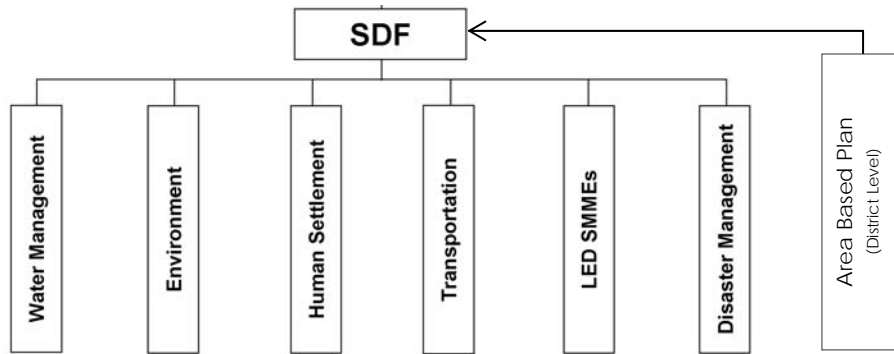 SDF
Water Management
Environment
Human Settlement
Transportation
LED SMMEs
Disaster Management
Area Based Plan
(District Level)